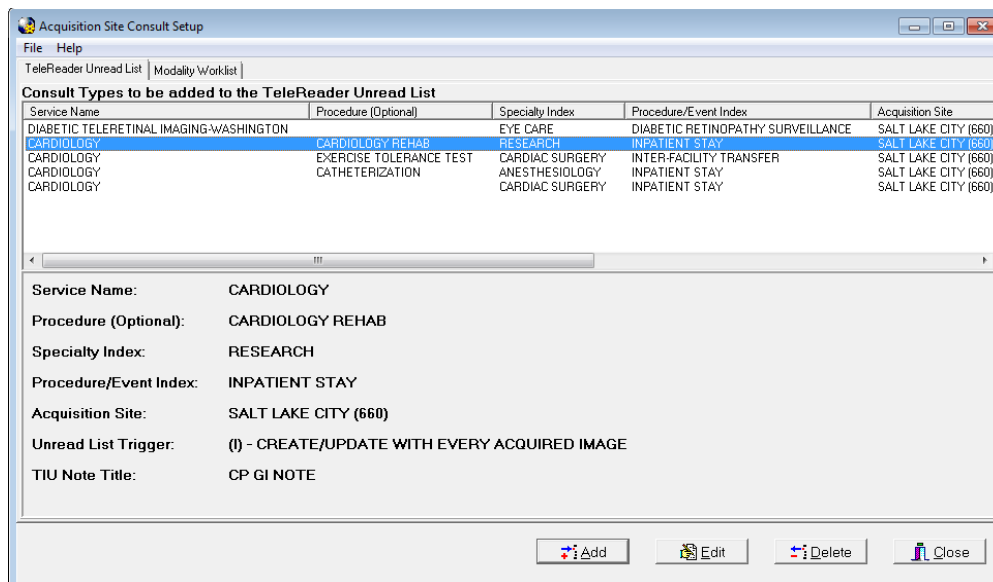 Acquisition Site Consult Setup
File Help
TeleReader Unread List Modality Worklist
Consult Types to be added to the TeleReader Unread List
Service Name Procedure (Optional) Specialty Index Procedure/Event Index Acquisition Site
DIABETIC TELERETINAL IMAGING-WASHINGTON EYE CARE DIABETIC RETINOPATHY SURVEILLANCE SALT LAKE CITY (660)
CARDIOLOGY CARDIOLOGY REHAB RESEARCH INPATIENT STAY SALT LAKE CITY (660)
CARDIOLOGY EXERCISE TOLERANCE TEST CARDIAC SURGERY INTER-FACILITY TRANSFER SALT LAKE CITY (660)
CARDIOLOGY CATHETERIZATION ANESTHESIOLOGY INPATIENT STAY SALT LAKE CITY (660)
CARDIOLOGY CARDIAC SURGERY INPATIENT STAY SALT LAKE CITY (660)
Service Name: CARDIOLOGY
Procedure (Optional): CARDIOLOGY REHAB
Specialty Index: RESEARCH
Procedure/Event Index: INPATIENT STAY
Acquisition Site: SALT LAKE CITY (660)
Unread List Trigger: (I) - CREATE/UPDATE WITH EVERY ACQUIRED IMAGE
TIU Note Title: CP GI NOTE
Add Edit Delete Close